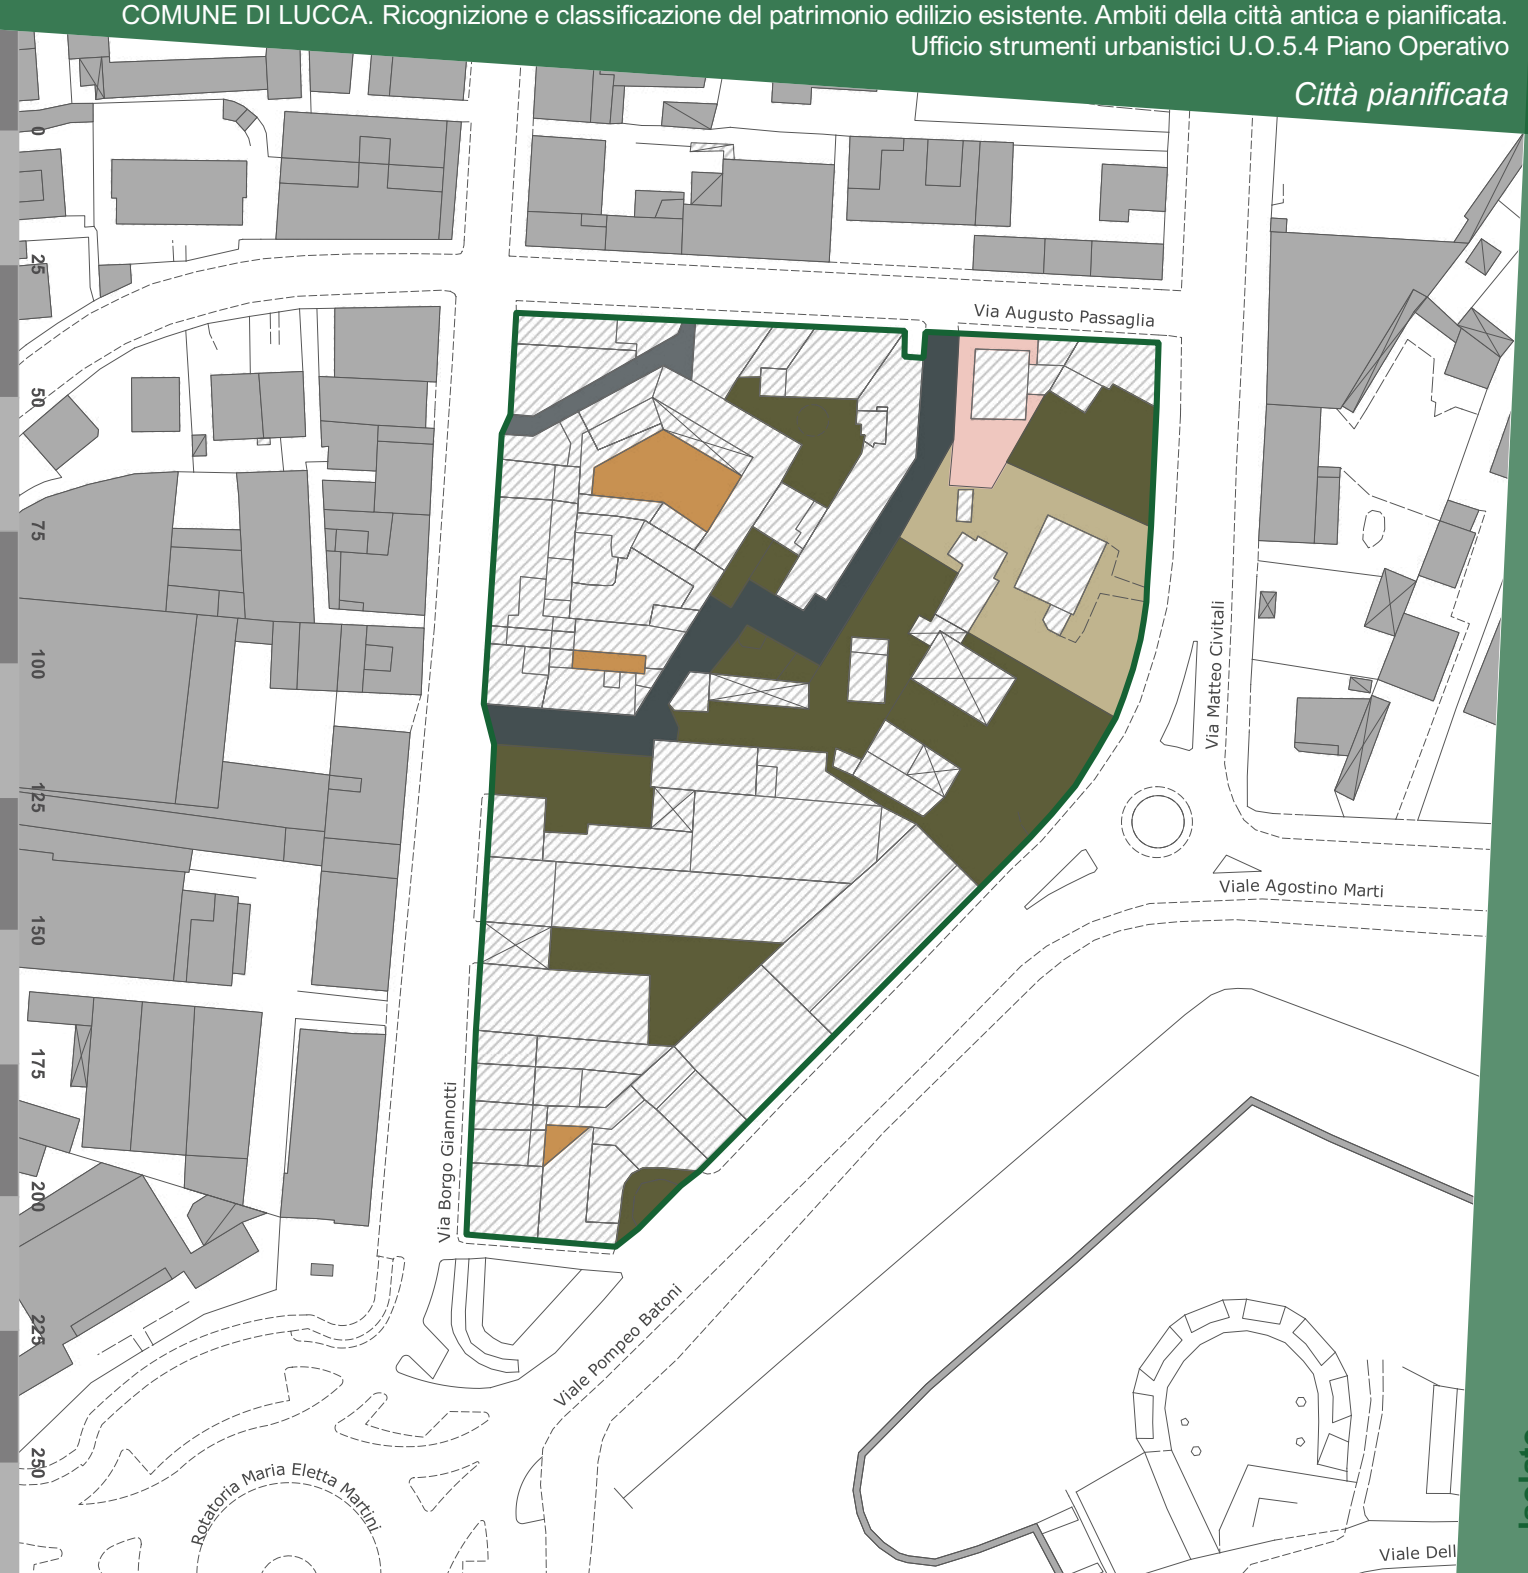 COMUNE DI LUCCA. Ricognizione e classificazione del patrimonio edilizio esistente. Ambiti della città antica e pianificata.
Ufficio strumenti urbanistici U.O.5.4 Piano Operativo
Città pianificata
0
25
50
75
100
125
150
175
200
225
250
Via Augusto Passaglia
Via Matteo Civitali
Viale Agostino Marti
Via Borgo Giannotti
Viale Pompeo Batoni
Rotatoria Maria Eletta Martini
Viale Dell